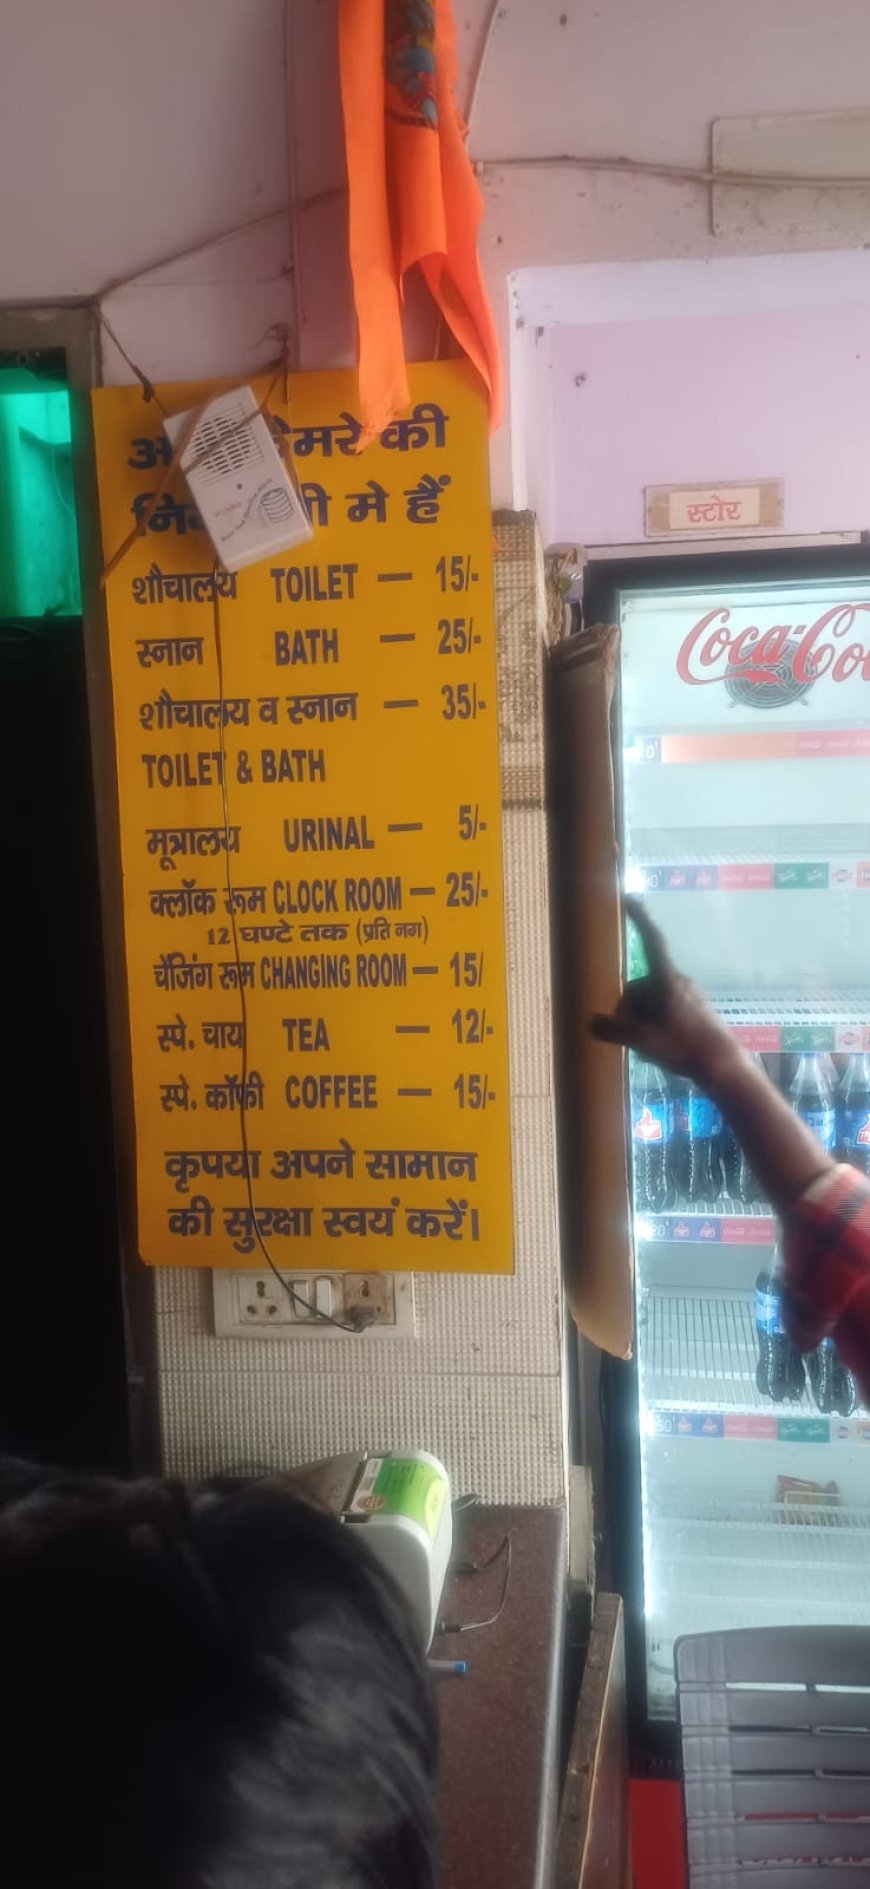 कैमरे की
मे हैं
शौचालय TOILET — 15/-
स्नान BATH — 25/-
शौचालय व स्नान — 35/-
TOILET & BATH
मूत्रालय URINAL — 5/-
क्लॉक रूम CLOCK ROOM — 25/-
12 घण्टे तक (प्रति नग)
चेंजिंग रूम CHANGING ROOM — 15/
स्पे. चाय TEA — 12/-
स्पे. कॉफी COFFEE — 15/-
कृपया अपने सामान
की सुरक्षा स्वयं करें।
स्टोर
Coca-Co